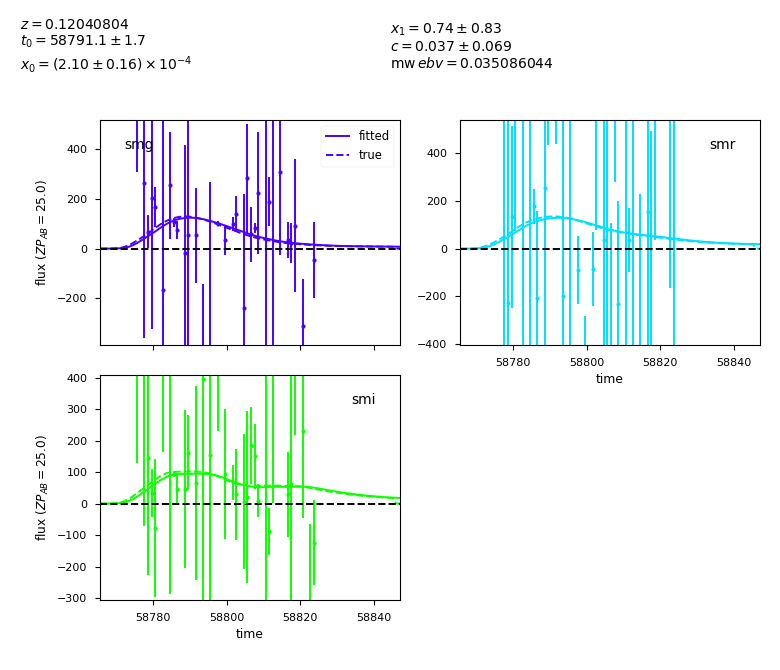 z = 0.12040804
t₀ = 58791.1 ± 1.7
x₀ = (2.10 ± 0.16) × 10⁻⁴
x₁ = 0.74 ± 0.83
c = 0.037 ± 0.069
mwebv = 0.035086044
smg
fitted
true
flux (ZP_AB = 25.0)
400
200
0
−200
smr
400
200
0
−200
−400
58780
58800
58820
58840
time
smi
flux (ZP_AB = 25.0)
400
300
200
100
0
−100
−200
−300
58780
58800
58820
58840
time